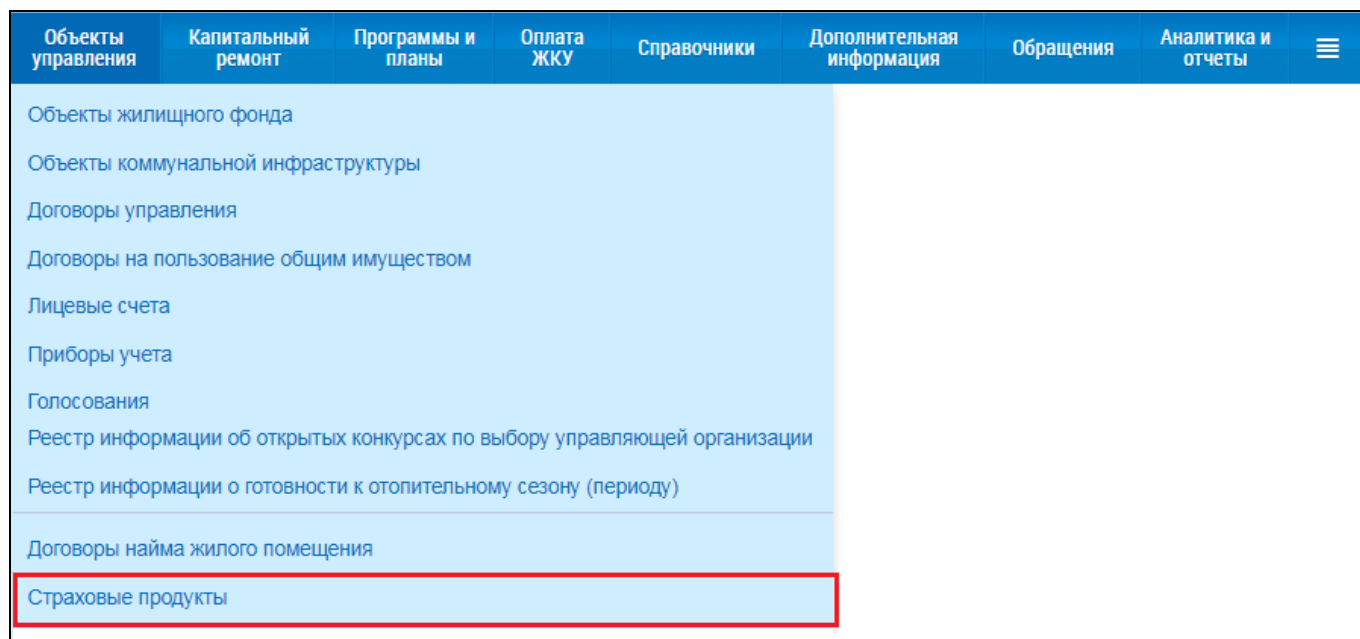 Объекты управления
Капитальный ремонт
Программы и планы
Оплата ЖКУ
Справочники
Дополнительная информация
Обращения
Аналитика и отчеты
Объекты жилищного фонда
Объекты коммунальной инфраструктуры
Договоры управления
Договоры на пользование общим имуществом
Лицевые счета
Приборы учета
Голосования
Реестр информации об открытых конкурсах по выбору управляющей организации
Реестр информации о готовности к отопительному сезону (периоду)
Договоры найма жилого помещения
Страховые продукты